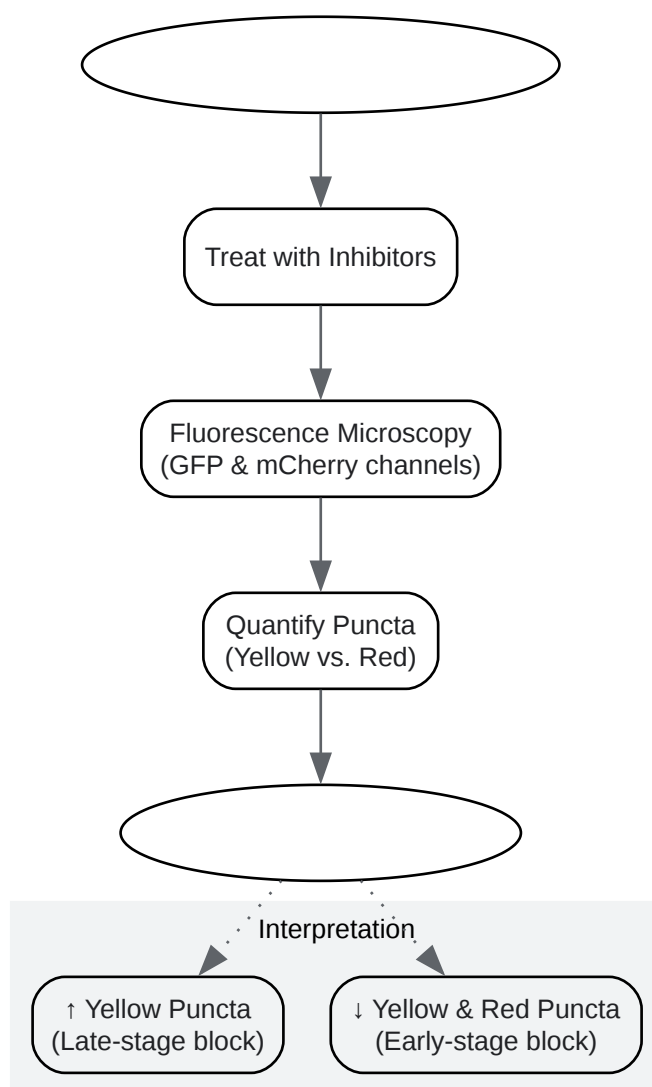 Treat with Inhibitors
Fluorescence Microscopy
(GFP & mCherry channels)
Quantify Puncta
(Yellow vs. Red)
Interpretation
↑ Yellow Puncta
(Late-stage block)
↓ Yellow & Red Puncta
(Early-stage block)